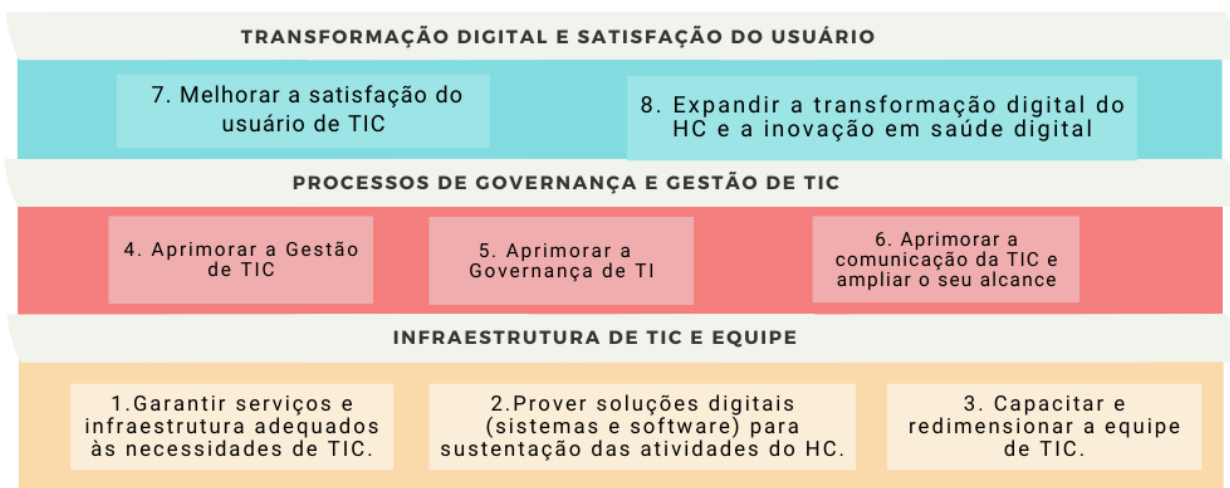 TRANSFORMAÇÃO DIGITAL E SATISFAÇÃO DO USUÁRIO
7. Melhorar a satisfação do
usuário de TIC
8. Expandir a transformação digital do
HC e a inovação em saúde digital
PROCESSOS DE GOVERNANÇA E GESTÃO DE TIC
4. Aprimorar a Gestão
de TIC
5. Aprimorar a
Governança de TI
6. Aprimorar a
comunicação da TIC e
ampliar o seu alcance
INFRAESTRUTURA DE TIC E EQUIPE
1.Garantir serviços e
infraestrutura adequados
às necessidades de TIC.
2.Prover soluções digitais
(sistemas e software) para
sustentação das atividades do HC.
3. Capacitar e
redimensionar a equipe
de TIC.